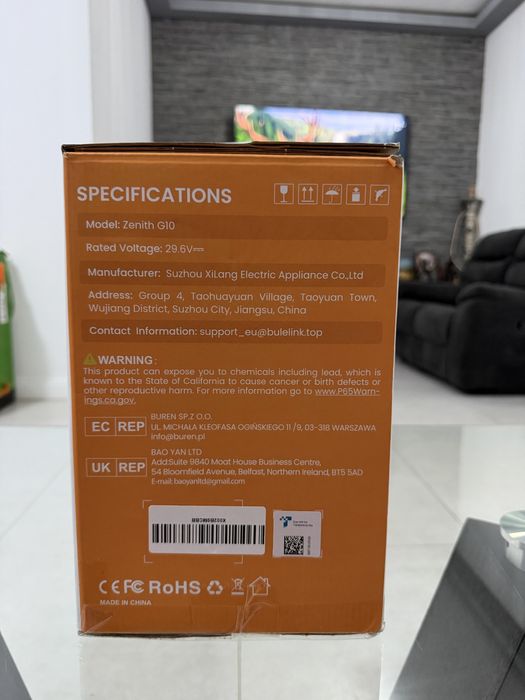 SPECIFICATIONS
Model: Zenith G10
Rated Voltage: 29.6V⎓
Manufacturer: Suzhou XiLang Electric Appliance Co.,Ltd
Address: Group 4, Taohuayuan Village, Taoyuan Town,
Wujiang District, Suzhou City, Jiangsu, China
Contact Information: support_eu@bulelink.top
WARNING:
This product can expose you to chemicals including lead, which is
known to the State of California to cause cancer or birth defects or
other reproductive harm. For more information go to www.P65Warn-
ings.ca.gov.
EC REP
BUREN SP.Z O.O.
UL. MICHAŁA KLEOFASA OGIŃSKIEGO 11 /9, 03-318 WARSZAWA
info@buren.pl
UK REP
BAO YAN LTD
Add:Suite 9840 Moat House Business Centre,
54 Bloomfield Avenue, Belfast, Northern Ireland, BT5 5AD
E-mail: baoyanltd@gmail.com
CE FC RoHS
MADE IN CHINA